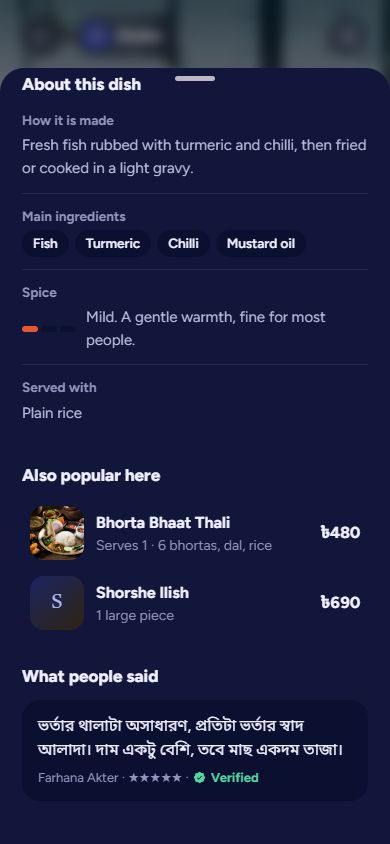 About this dish
How it is made
Fresh fish rubbed with turmeric and chilli, then fried
or cooked in a light gravy.
Main ingredients
Fish Turmeric Chilli Mustard oil
Spice
Mild. A gentle warmth, fine for most
people.
Served with
Plain rice
Also popular here
Bhorta Bhaat Thali
৳480
Serves 1 · 6 bhortas, dal, rice
S
Shorshe Ilish
৳690
1 large piece
What people said
ভর্তার থালাটা অসাধারণ, প্রতিটা ভর্তার স্বাদ
আলাদা। দাম একটু বেশি, তবে মাছ একদম তাজা।
Farhana Akter · ★★★★★ · Verified